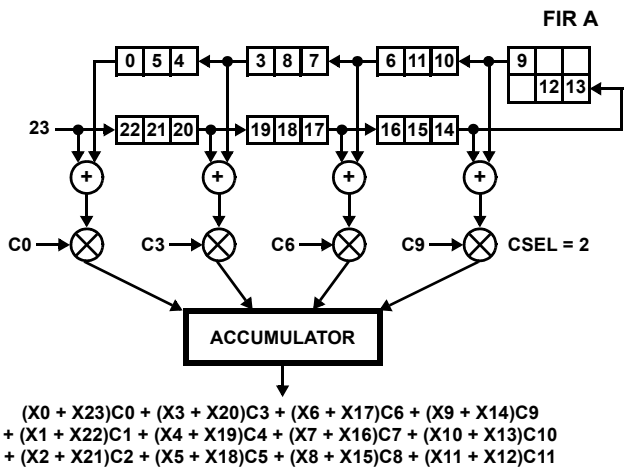 FIR A
0 5 4 3 8 7 6 11 10 9
12 13
23 22 21 20 19 18 17 16 15 14
+ + + +
C0 C3 C6 C9 CSEL = 2
ACCUMULATOR
(X0 + X23)C0 + (X3 + X20)C3 + (X6 + X17)C6 + (X9 + X14)C9
+ (X1 + X22)C1 + (X4 + X19)C4 + (X7 + X16)C7 + (X10 + X13)C10
+ (X2 + X21)C2 + (X5 + X18)C5 + (X8 + X15)C8 + (X11 + X12)C11